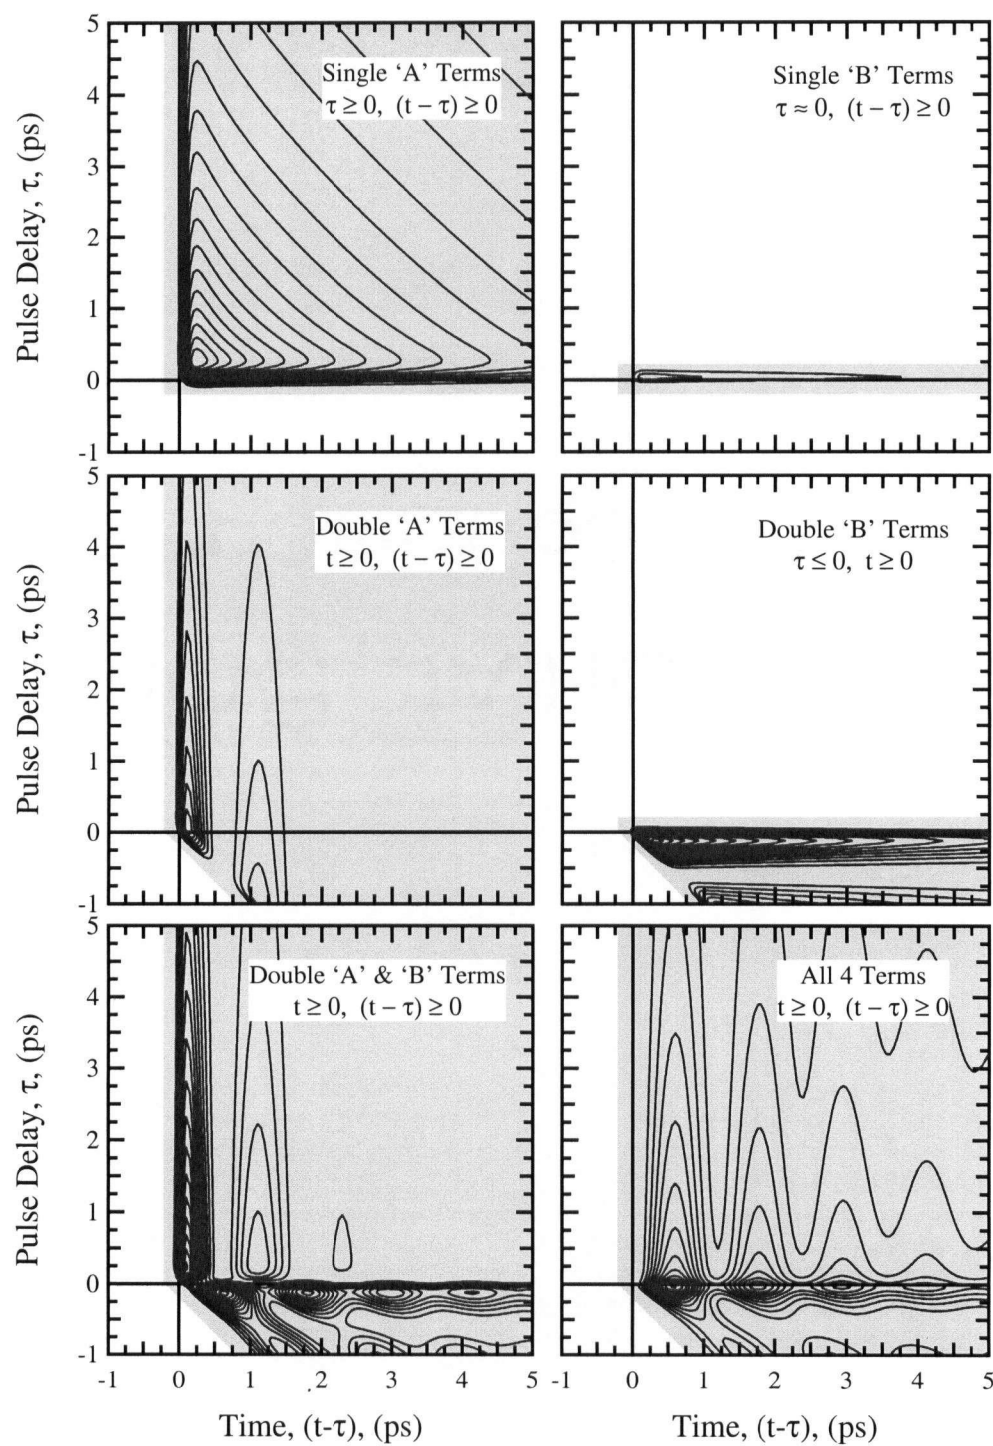 5
4
3
2
1
0
-1
Pulse Delay, τ, (ps)
Single ‘A’ Terms
τ ≥ 0, (t – τ) ≥ 0
Single ‘B’ Terms
τ ≈ 0, (t – τ) ≥ 0
5
4
3
2
1
0
-1
Pulse Delay, τ, (ps)
Double ‘A’ Terms
t ≥ 0, (t – τ) ≥ 0
Double ‘B’ Terms
τ ≤ 0, t ≥ 0
5
4
3
2
1
0
-1
Pulse Delay, τ, (ps)
Double ‘A’ & ‘B’ Terms
t ≥ 0, (t – τ) ≥ 0
All 4 Terms
t ≥ 0, (t – τ) ≥ 0
-1 0 1 2 3 4 5 -1 0 1 2 3 4 5
Time, (t-τ), (ps)
Time, (t-τ), (ps)